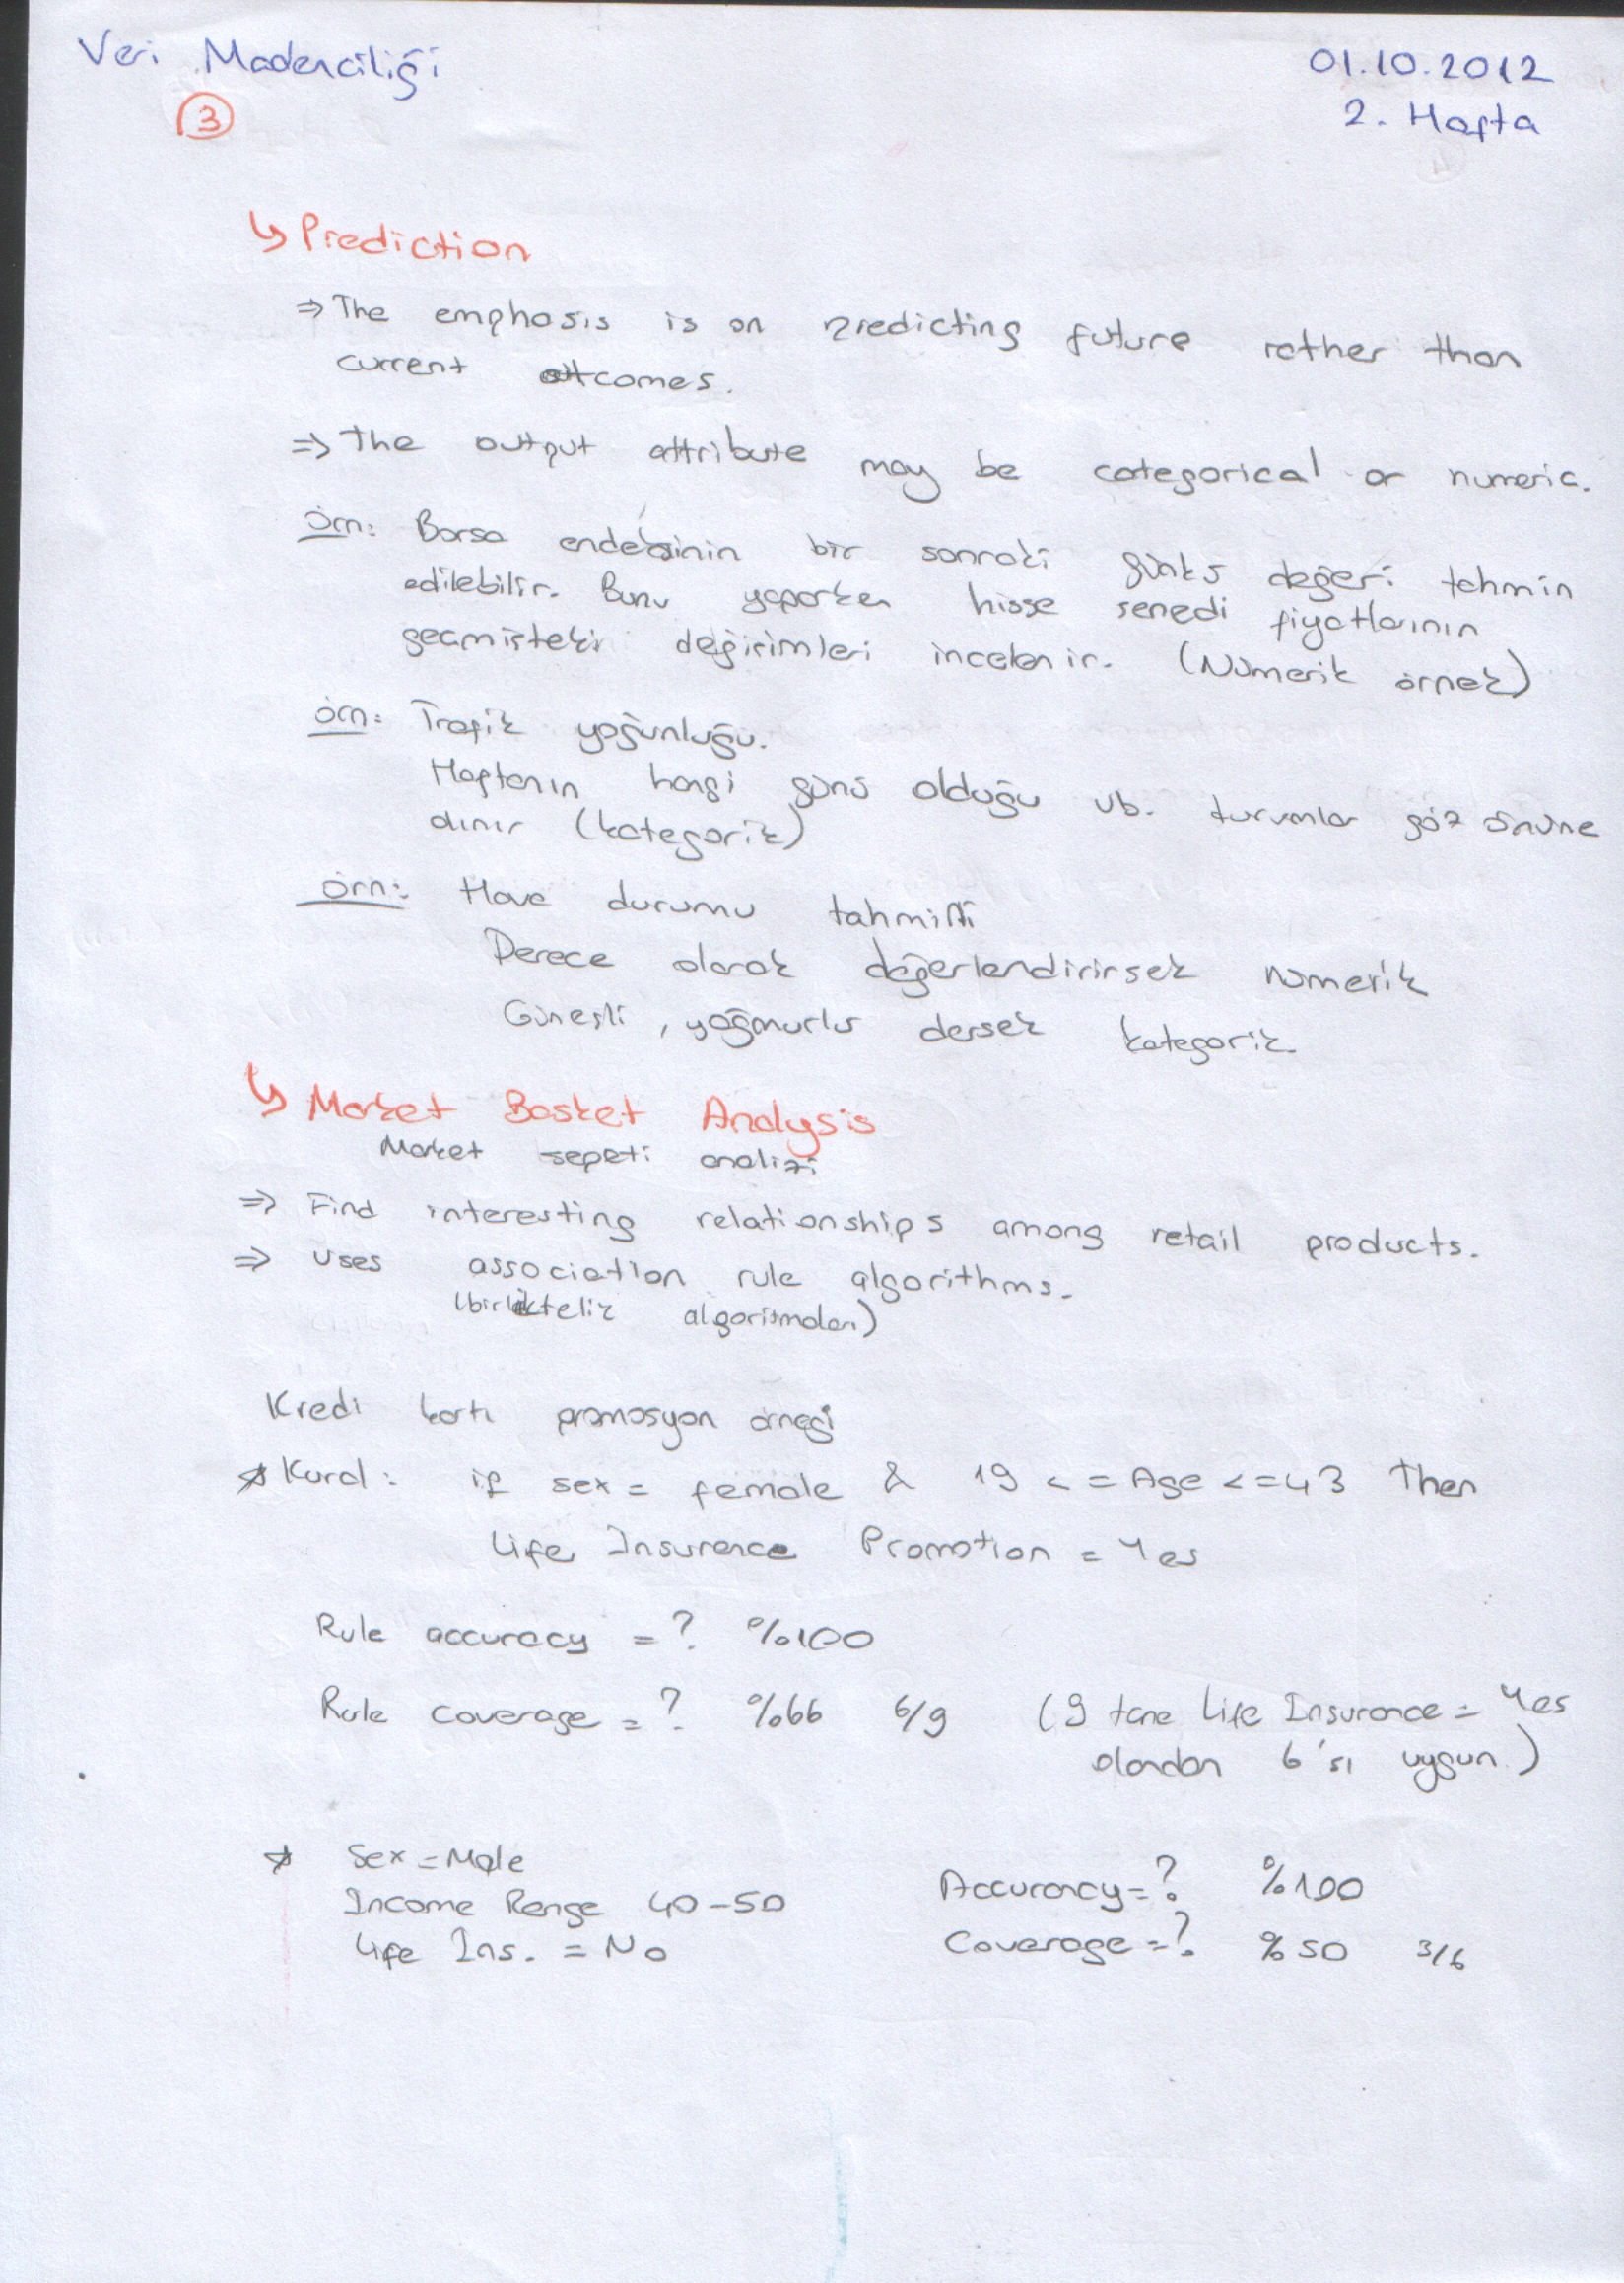 Veri Madenciliği
01.10.2012
3
2. Hafta
↳ Prediction
⇒ The emphasis is on predicting future rather than
current outcomes.
⇒ The output attribute may be categorical or numeric.
örn: Borsa endeksinin bir sonraki günkü değeri tahmin
edilebilir. Bunu yaparken hisse senedi fiyatlarının
geçmişteki değişimleri incelenir. (Nümerik örnek)
örn: Trafik yoğunluğu.
Haftanın hangi günü olduğu vb. durumlar göz önüne
alınır (kategorik)
örn: Hava durumu tahmini
Derece olarak değerlendirirsek nümerik
Güneşli, yağmurlu dersek kategorik.
↳ Market Basket Analysis
Market sepeti analizi
⇒ Find interesting relationships among retail products.
⇒ Uses association rule algorithms.
(birliktelik algoritmaları)
Kredi kartı promosyon örneği
* Kural: if sex = female & 19 <= Age <= 43 Then
Life Insurance Promotion = Yes
Rule accuracy = ? %100
Rule coverage = ? %66 6/9 (9 tane Life Insurance = Yes
olandan 6'sı uygun.)
* Sex = Male
Income Range 40-50
Life Ins. = No
Accuracy = ? %100
Coverage = ? %50 3/6